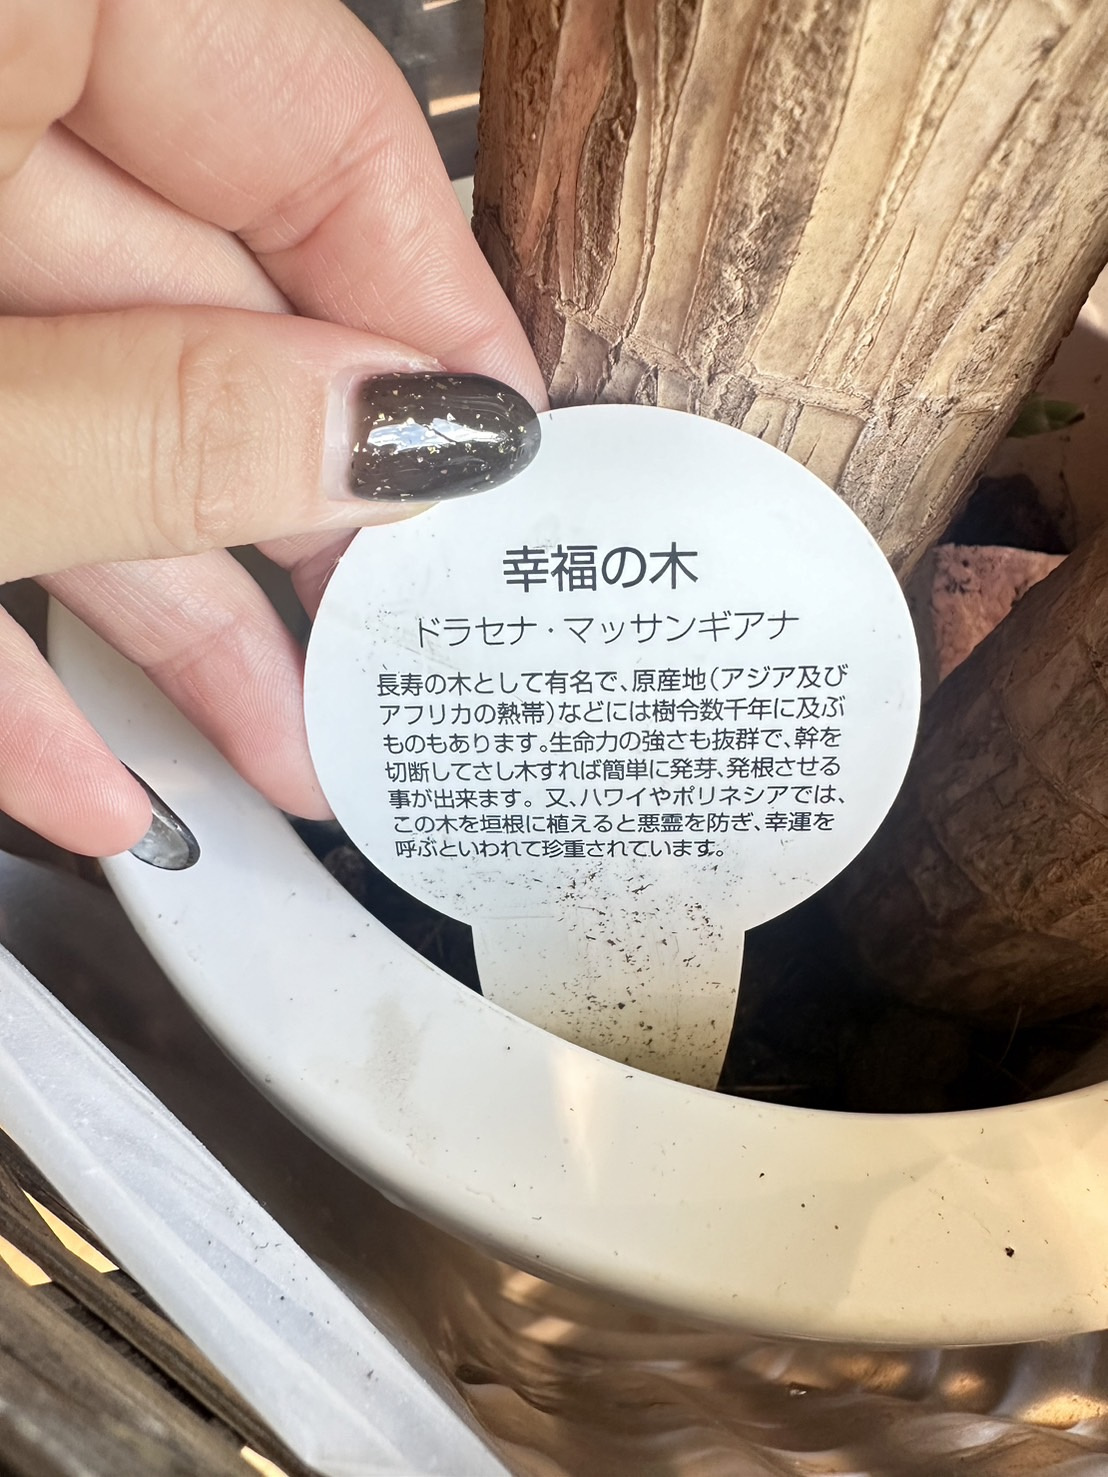 幸福の木
ドラセナ・マッサンギアナ
長寿の木として有名で、原産地(アジア及び
アフリカの熱帯)などには樹令数千年に及ぶ
ものもあります。生命力の強さも抜群で、幹を
切断してさし木すれば簡単に発芽、発根させる
事が出来ます。又、ハワイやポリネシアでは、
この木を垣根に植えると悪霊を防ぎ、幸運を
呼ぶといわれて珍重されています。